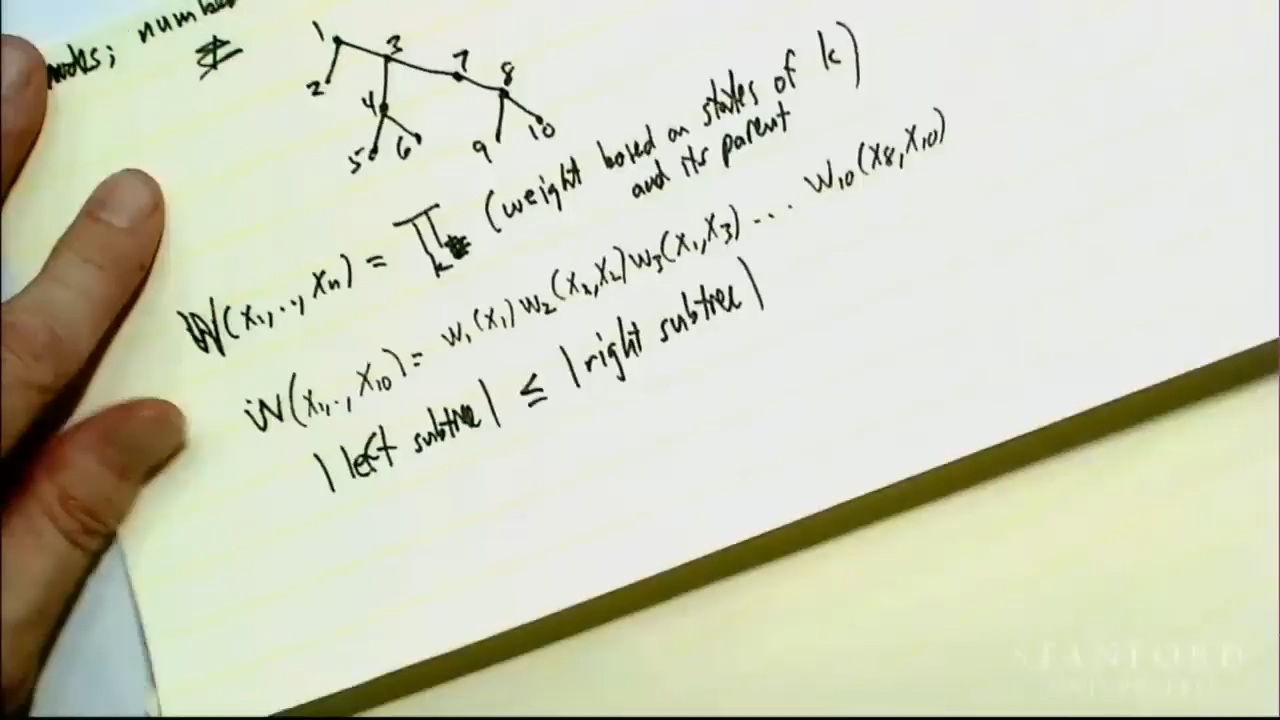 nodes;
1
3
7
8
2
4
5
6
9
10
W(x₁,..,xₙ) = ∏ₖ (weight based on states of k)
and its parent
W(x₁,..,x₁₀) = w₁(x₁) w₂(x₁,x₂) w₃(x₁,x₃) ... w₁₀(x₈,x₁₀)
|left subtree| ≤ |right subtree|
STANFORD
UNIVERSITY